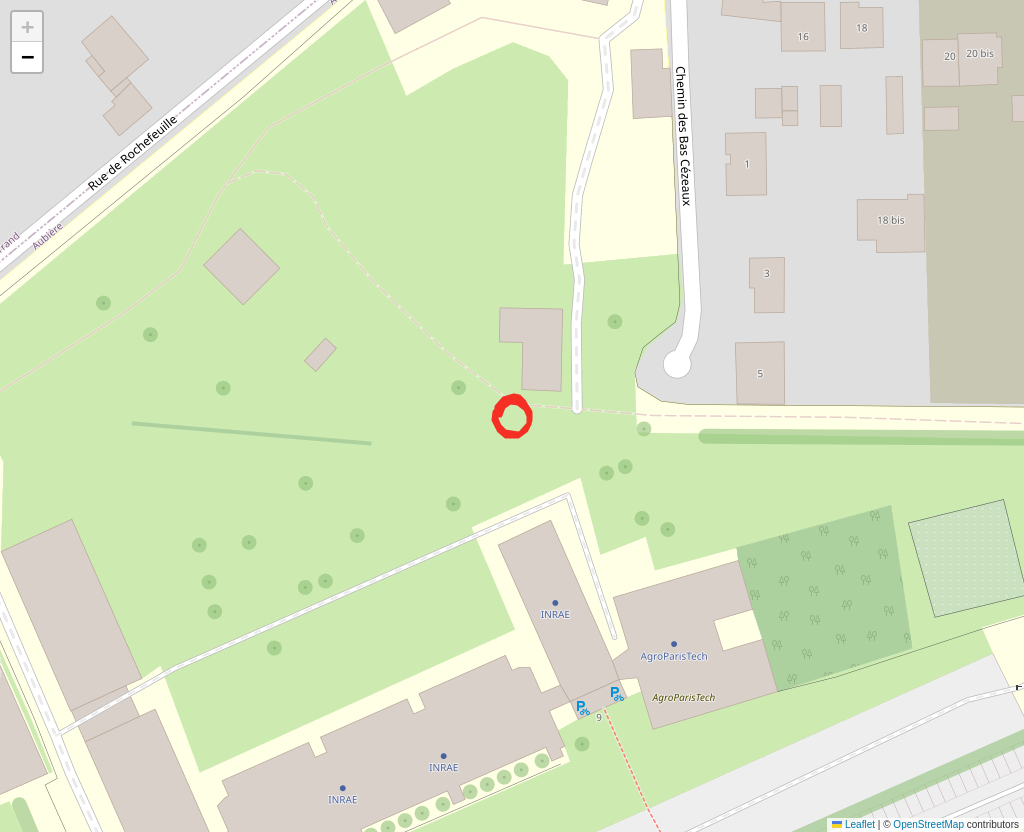 +
−
Rue de Rochefeuille
Aubière
rand
Chemin des Bas Cézeaux
16
18
20
20 bis
1
18 bis
3
5
INRAE
AgroParisTech
AgroParisTech
P
P
9
INRAE
INRAE
Leaflet | © OpenStreetMap contributors